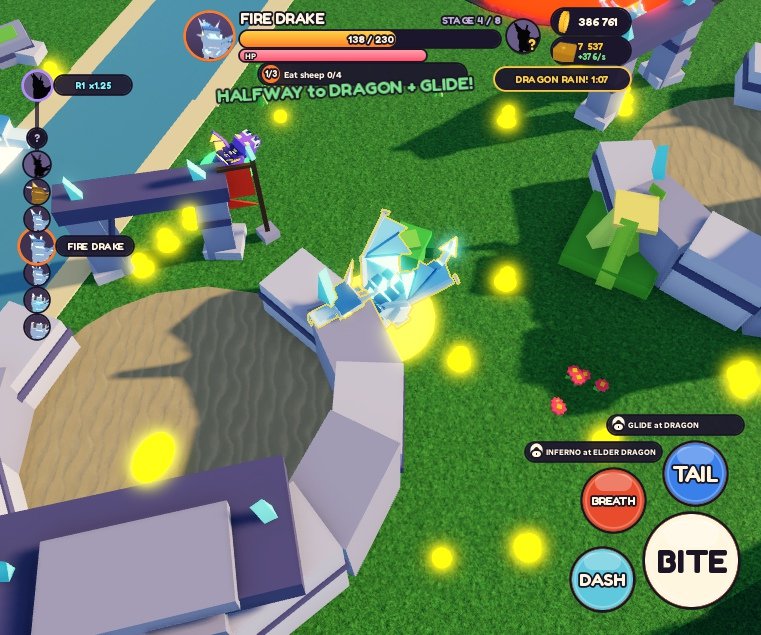 FIRE DRAKE
STAGE 4 / 8
138 / 230
HP
1/3 Eat sheep 0/4
HALFWAY to DRAGON + GLIDE!
?
386 761
7 537
+376/s
DRAGON RAIN! 1:07
R1 x1.25
?
FIRE DRAKE
GLIDE at DRAGON
INFERNO at ELDER DRAGON
TAIL
BREATH
BITE
DASH